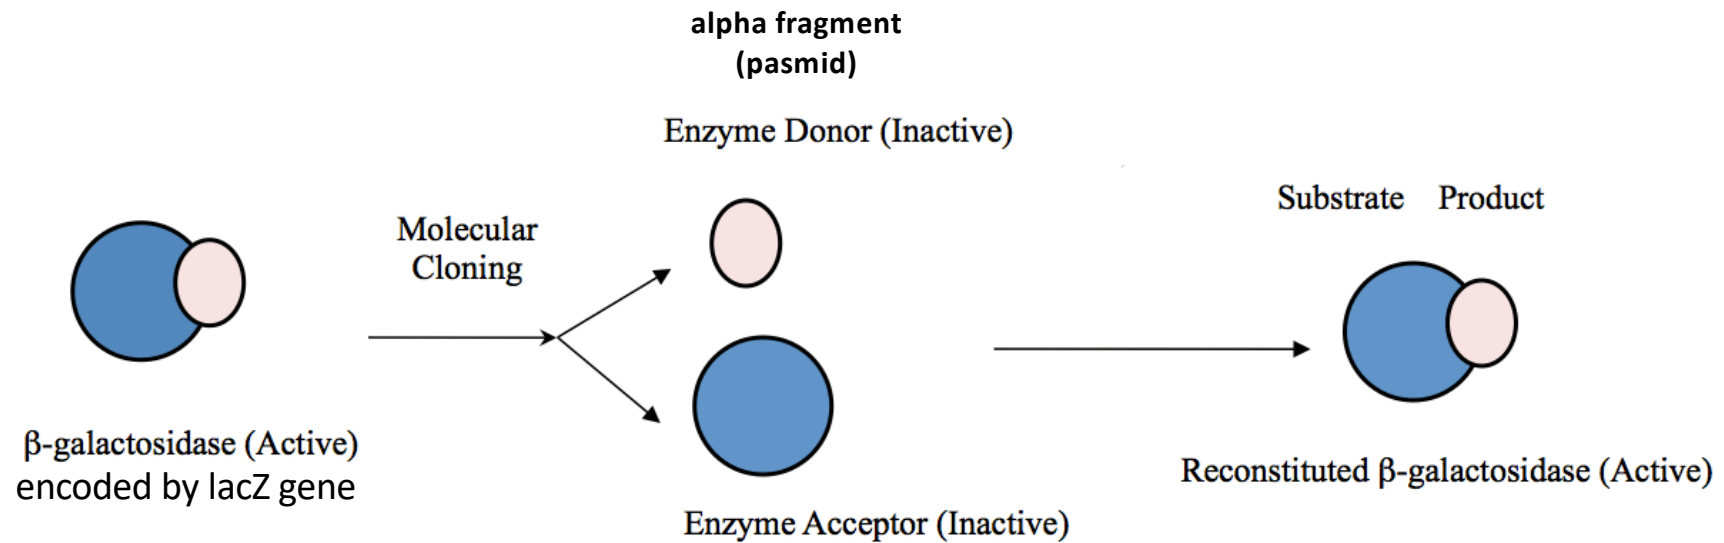 alpha fragment
(pasmid)
Enzyme Donor (Inactive)
Substrate Product
Molecular
Cloning
β-galactosidase (Active)
encoded by lacZ gene
Reconstituted β-galactosidase (Active)
Enzyme Acceptor (Inactive)